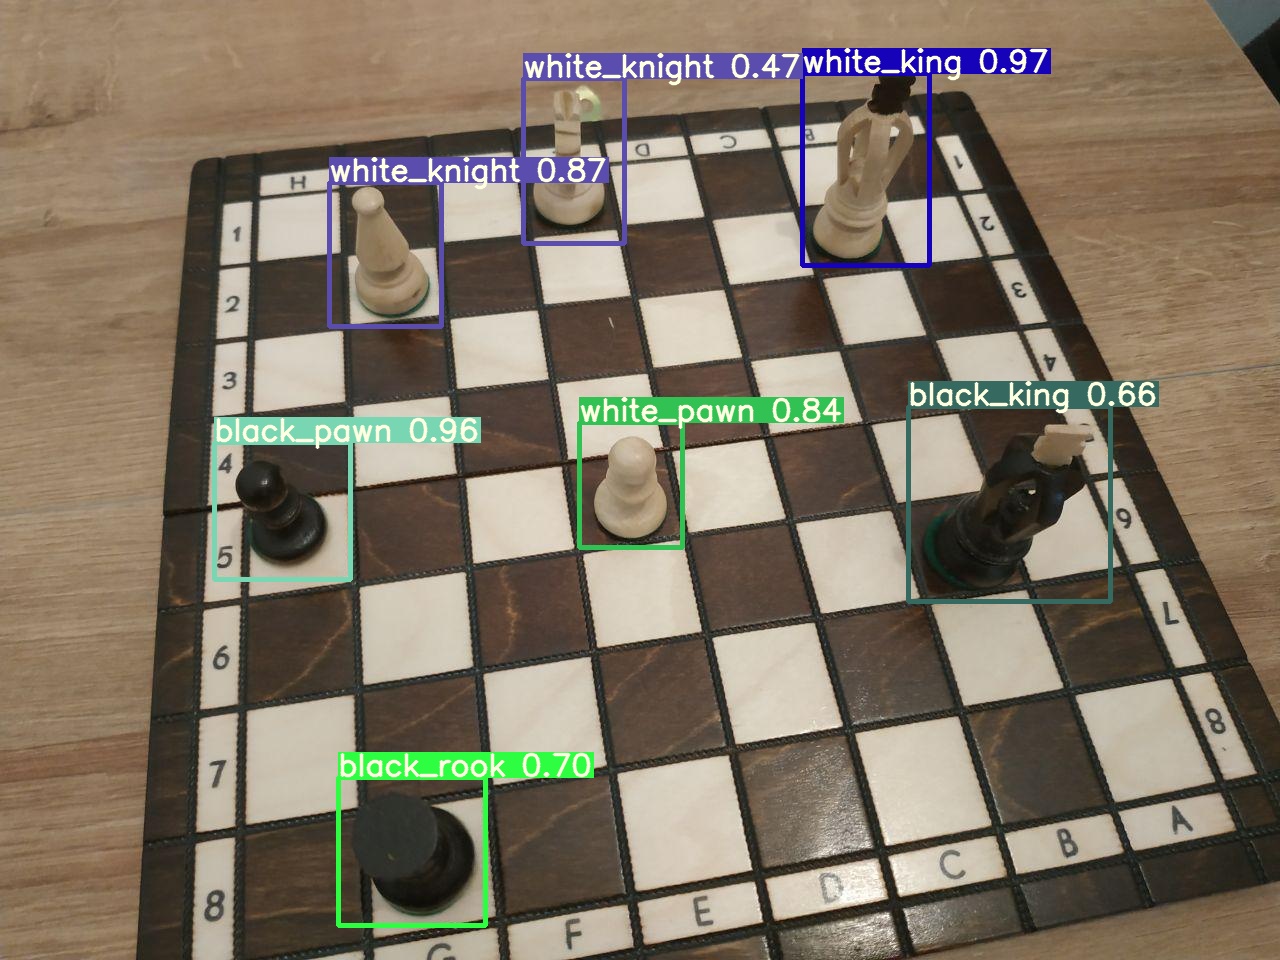 white_knight 0.47
white_king 0.97
white_knight 0.87
H
D
C
B
1
1
2
2
3
3
4
black_king 0.66
white_pawn 0.84
black_pawn 0.96
4
5
6
6
7
7
black_rook 0.70
8
8
G
F
E
D
C
B
A